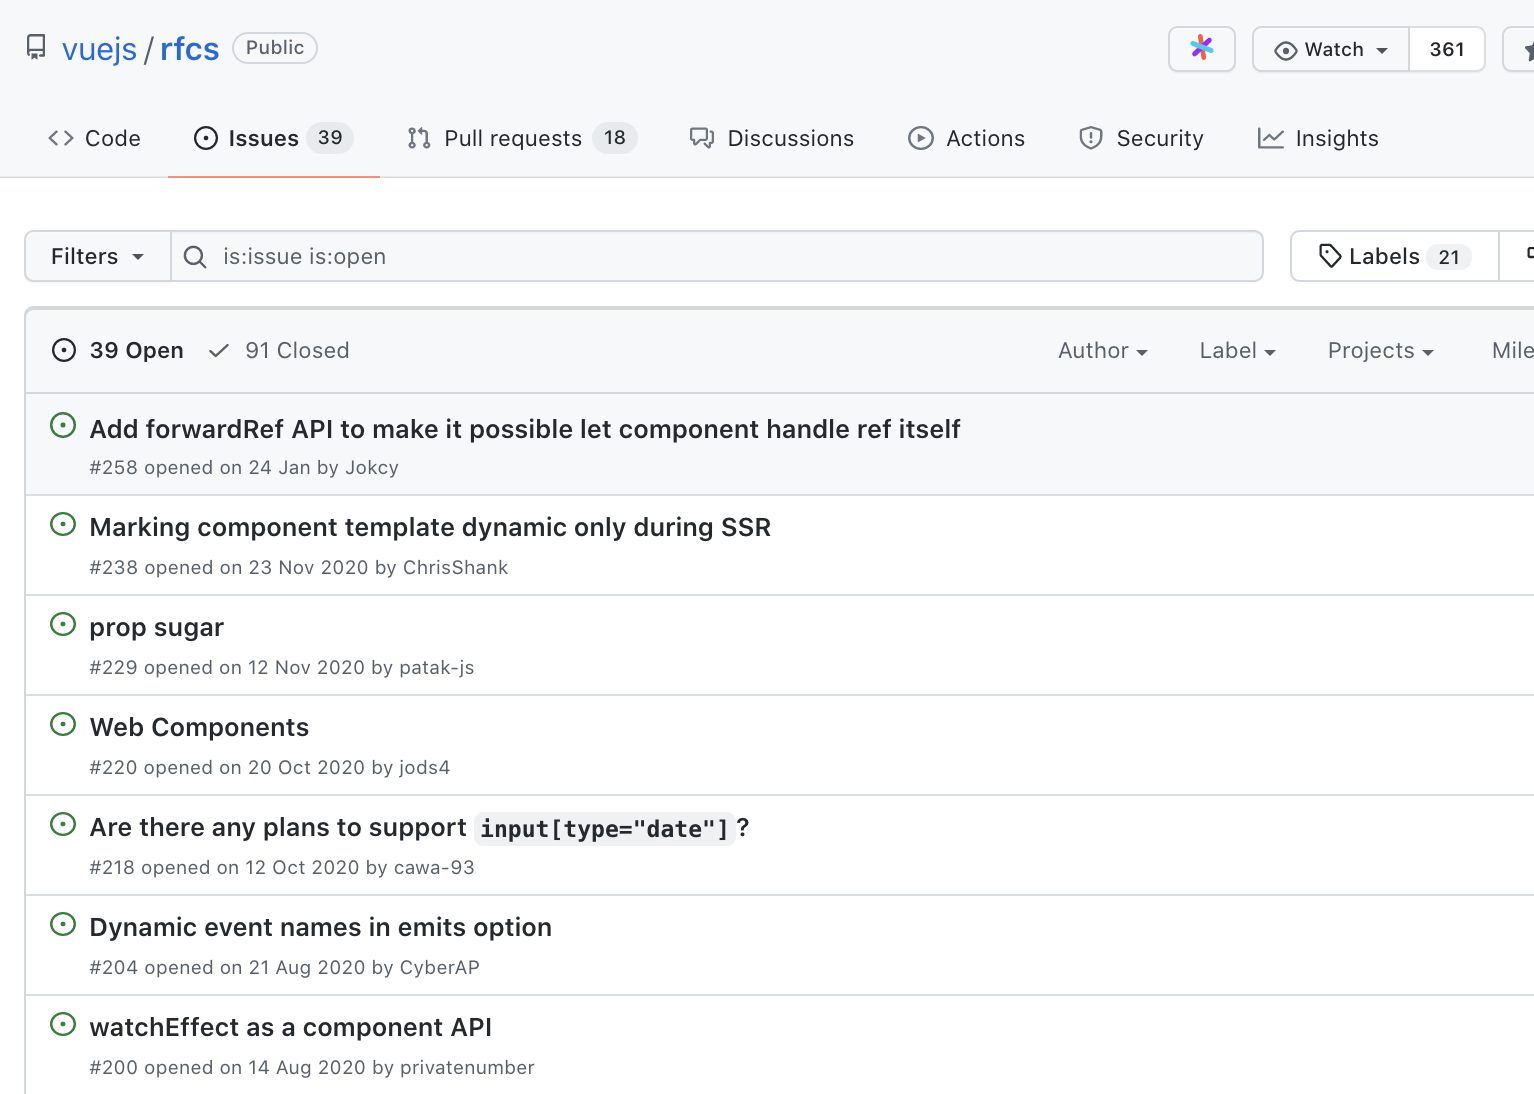 vuejs / rfcs Public Watch 361
Code Issues 39 Pull requests 18 Discussions Actions Security Insights
Filters is:issue is:open Labels 21
39 Open 91 Closed Author Label Projects Mile
Add forwardRef API to make it possible let component handle ref itself
#258 opened on 24 Jan by Jokcy
Marking component template dynamic only during SSR
#238 opened on 23 Nov 2020 by ChrisShank
prop sugar
#229 opened on 12 Nov 2020 by patak-js
Web Components
#220 opened on 20 Oct 2020 by jods4
Are there any plans to support input[type="date"]?
#218 opened on 12 Oct 2020 by cawa-93
Dynamic event names in emits option
#204 opened on 21 Aug 2020 by CyberAP
watchEffect as a component API
#200 opened on 14 Aug 2020 by privatenumber